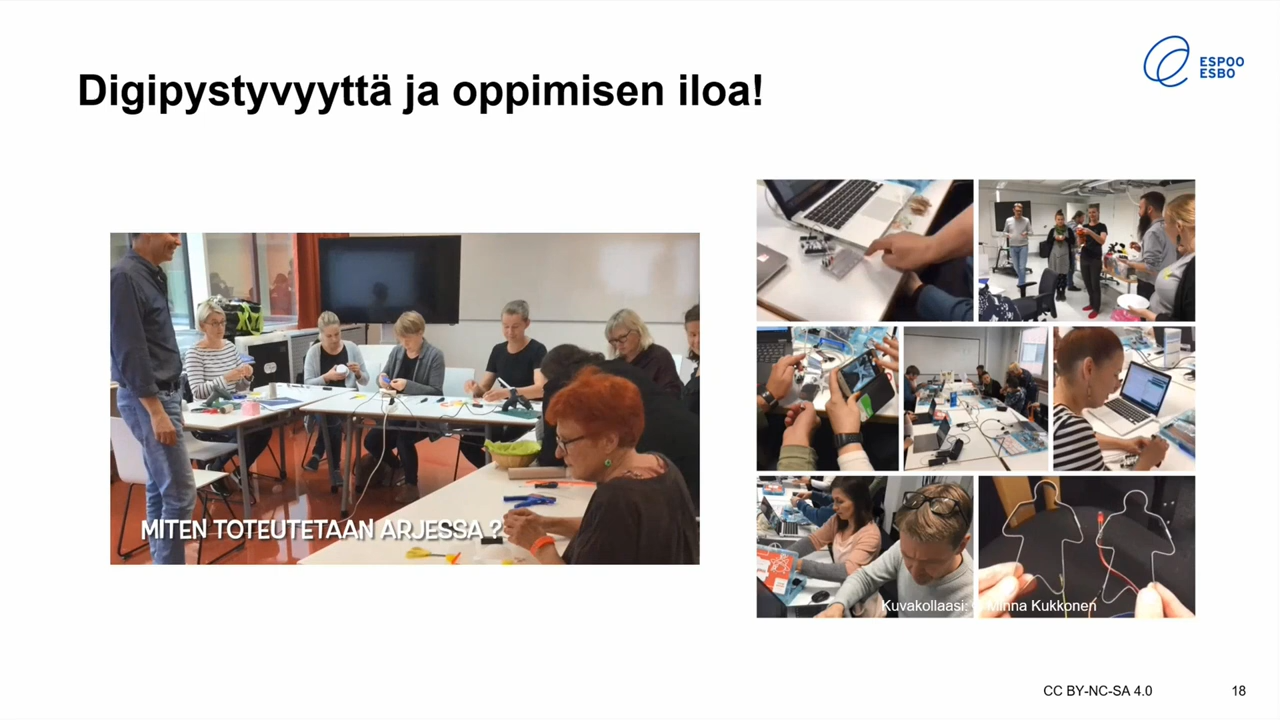 Digipystyvyyttä ja oppimisen iloa!
ESPOO
ESBO
MITEN TOTEUTETAAN ARJESSA ?
Kuvakollaasi: © Minna Kukkonen
CC BY-NC-SA 4.0
18